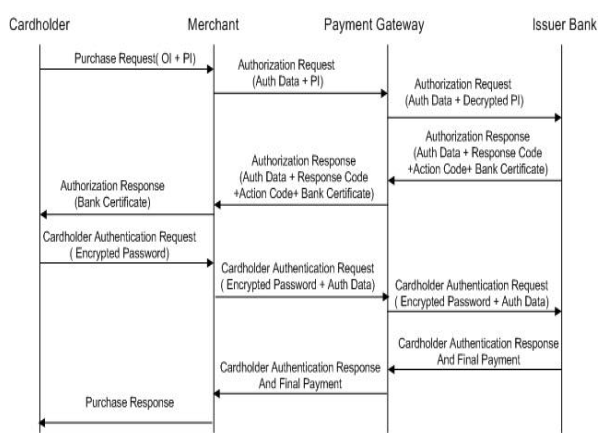 Cardholder Merchant Payment Gateway Issuer Bank
Purchase Request( OI + PI)
Authorization Request
(Auth Data + PI)
Authorization Request
(Auth Data + Decrypted PI)
Authorization Response
(Auth Data + Response Code
+Action Code+ Bank Certificate)
Authorization Response
(Auth Data + Response Code
+Action Code+ Bank Certificate)
Authorization Response
(Bank Certificate)
Cardholder Authentication Request
( Encrypted Password)
Cardholder Authentication Request
( Encrypted Password + Auth Data)
Cardholder Authentication Request
( Encrypted Password + Auth Data)
Cardholder Authentication Response
And Final Payment
Cardholder Authentication Response
And Final Payment
Purchase Response